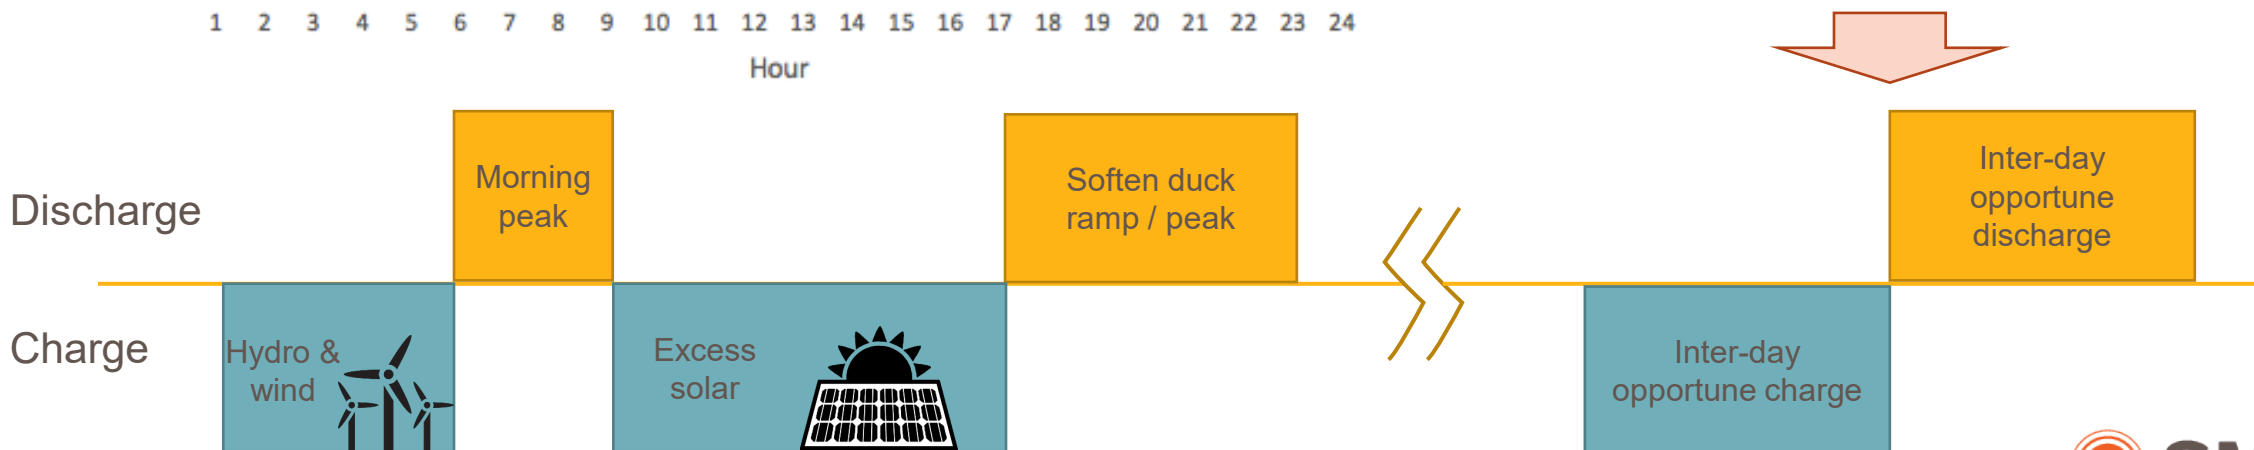 1 2 3 4 5 6 7 8 9 10 11 12 13 14 15 16 17 18 19 20 21 22 23 24
Hour
Discharge
Morning
peak
Soften duck
ramp / peak
Inter-day
opportune
discharge
Charge
Hydro &
wind
Excess
solar
Inter-day
opportune charge